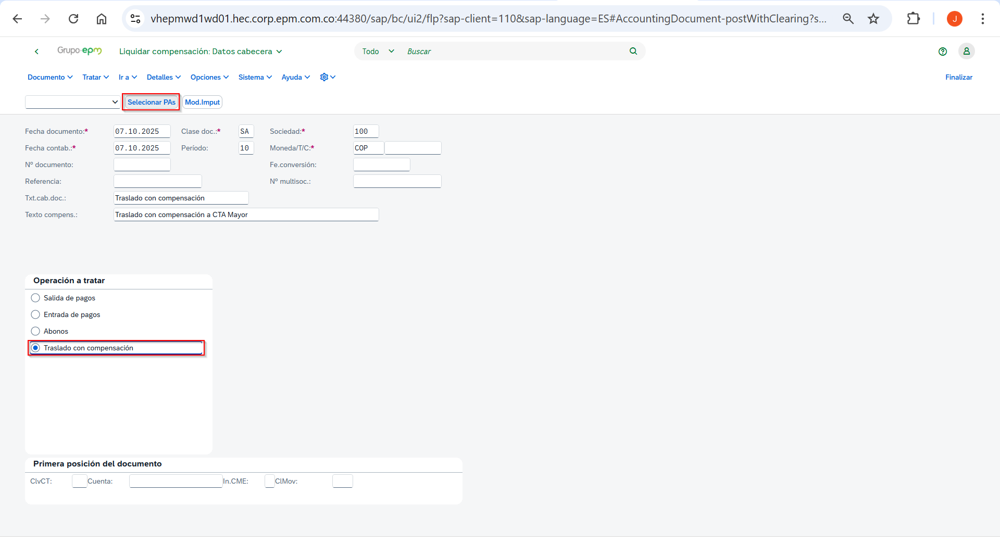 vhepmwd1wd01.hec.corp.epm.com.co:44380/sap/bc/ui2/flp?sap-client=110&sap-language=ES#AccountingDocument-postWithClearing?s...
J
Grupo·epm
Liquidar compensación: Datos cabecera
Todo
Buscar
Documento
Tratar
Ir a
Detalles
Opciones
Sistema
Ayuda
Finalizar
Selecionar PAs
Mod.Imput
Fecha documento:* 07.10.2025 Clase doc.:* SA Sociedad:* 100
Fecha contab.:* 07.10.2025 Período: 10 Moneda/T/C:* COP
Nº documento: Fe.conversión:
Referencia: Nº multisoc.:
Txt.cab.doc.: Traslado con compensación
Texto compens.: Traslado con compensación a CTA Mayor
Operación a tratar
Salida de pagos
Entrada de pagos
Abonos
Traslado con compensación
Primera posición del documento
ClvCT: Cuenta: In.CME: ClMov: